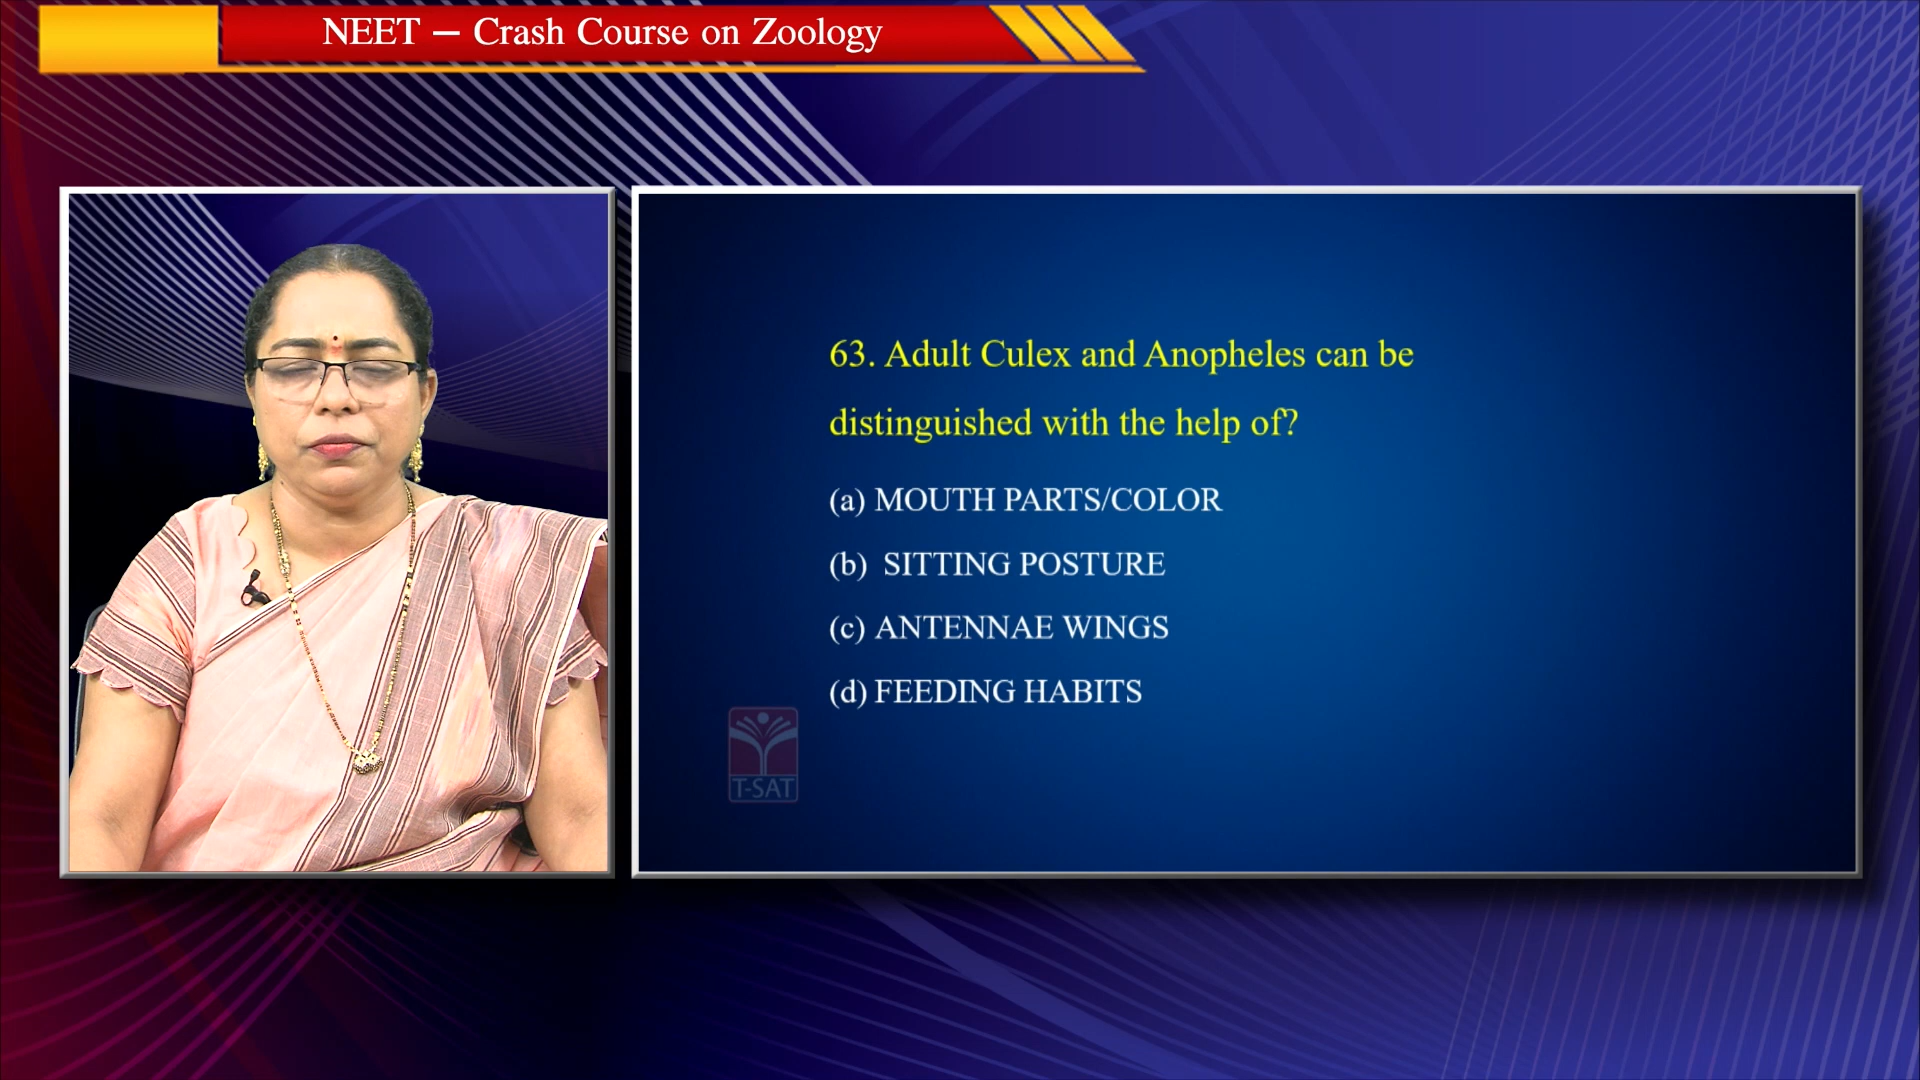 NEET – Crash Course on Zoology
63. Adult Culex and Anopheles can be
distinguished with the help of?
(a) MOUTH PARTS/COLOR
(b) SITTING POSTURE
(c) ANTENNAE WINGS
(d) FEEDING HABITS
T-SAT